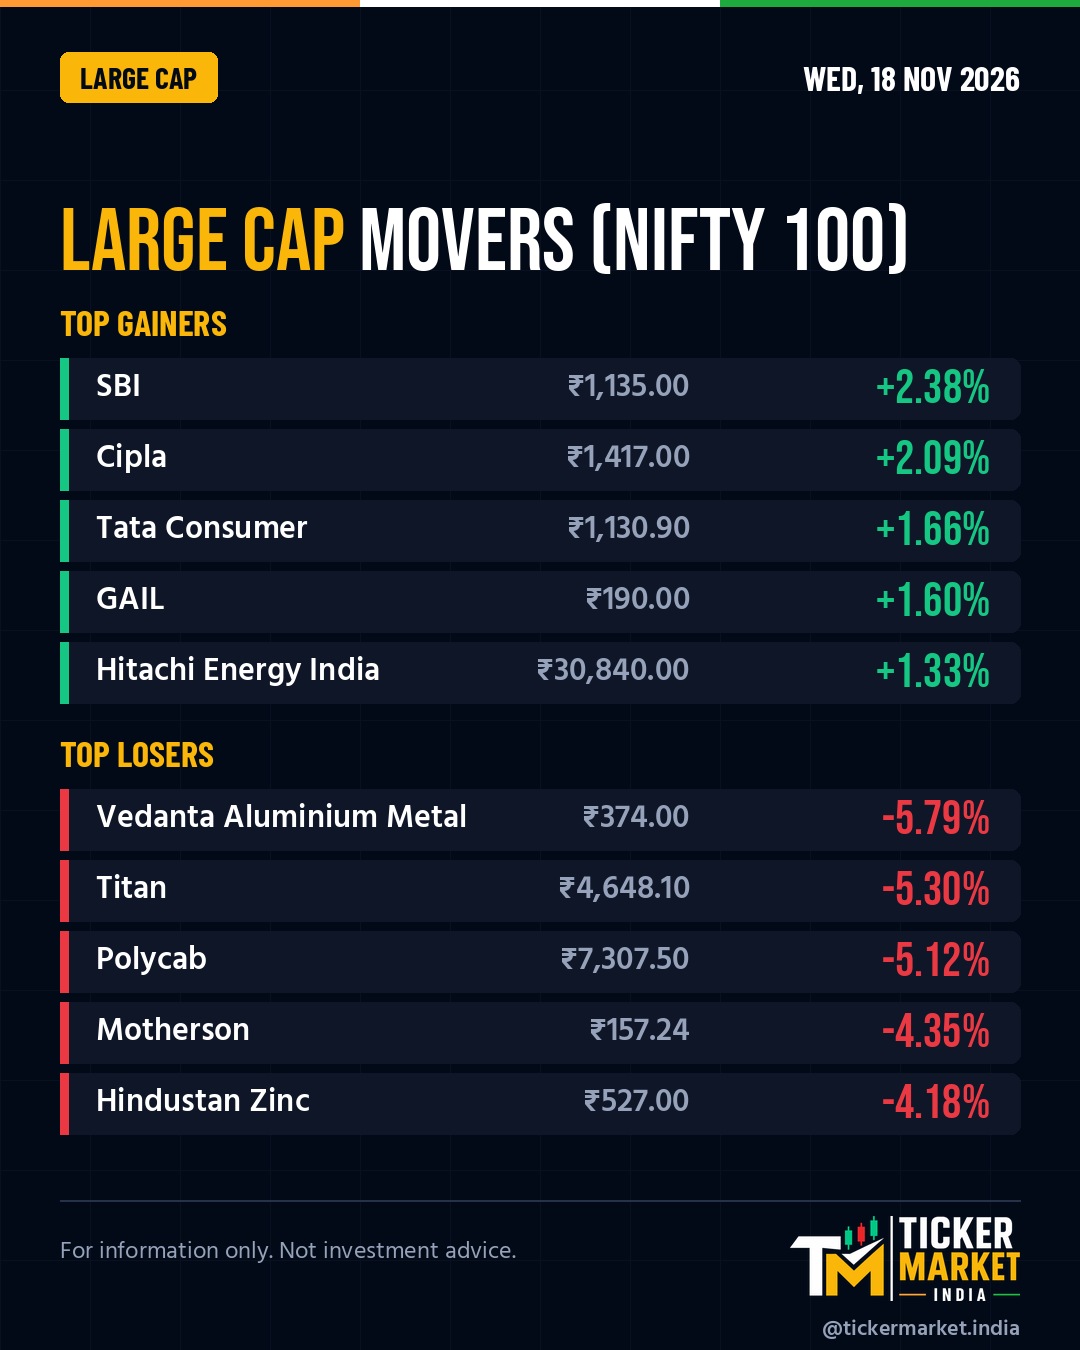 LARGE CAP
WED, 18 NOV 2026
LARGE CAP MOVERS (NIFTY 100)
TOP GAINERS
SBI ₹1,135.00 +2.38%
Cipla ₹1,417.00 +2.09%
Tata Consumer ₹1,130.90 +1.66%
GAIL ₹190.00 +1.60%
Hitachi Energy India ₹30,840.00 +1.33%
TOP LOSERS
Vedanta Aluminium Metal ₹374.00 -5.79%
Titan ₹4,648.10 -5.30%
Polycab ₹7,307.50 -5.12%
Motherson ₹157.24 -4.35%
Hindustan Zinc ₹527.00 -4.18%
For information only. Not investment advice.
TM
TICKER
MARKET
INDIA
@tickermarket.india